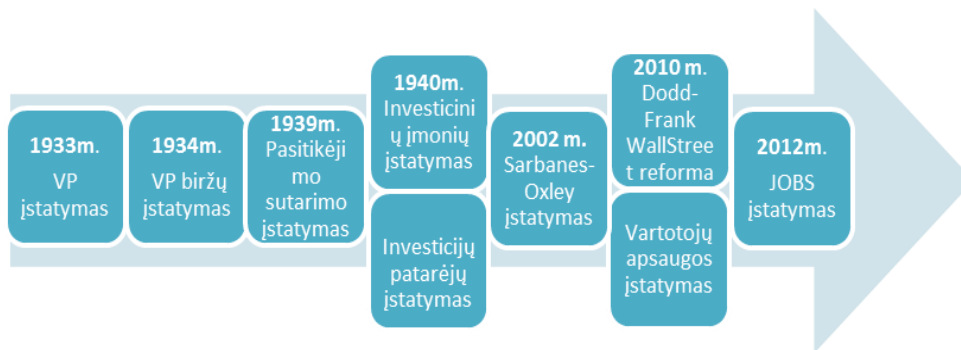 1933m.
VP
įstatymas
1934m.
VP biržų
įstatymas
1939m.
Pasitikėji
mo
sutarimo
įstatymas
1940m.
Investicini
ų įmonių
įstatymas
Investicijų
patarėjų
įstatymas
2002 m.
Sarbanes-
Oxley
įstatymas
2010 m.
Dodd-
Frank
WallStree
t reforma
Vartotojų
apsaugos
įstatymas
2012m.
JOBS
įstatymas